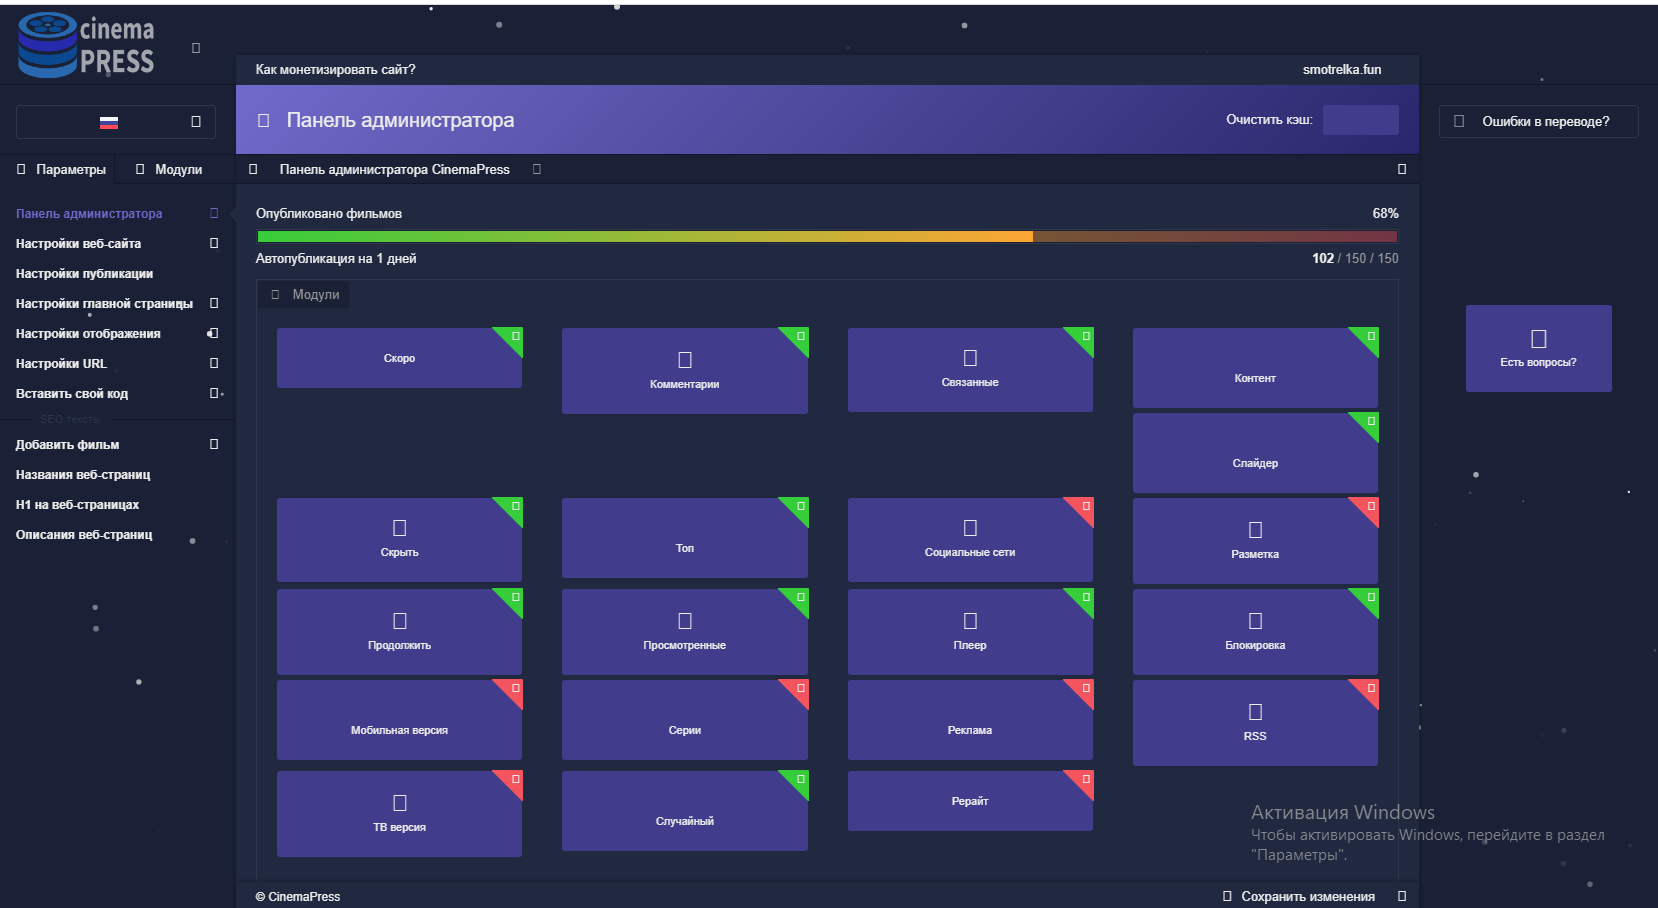 cinema
PRESS
Как монетизировать сайт?
smotrelka.fun
Панель администратора
Очистить кэш:
Ошибки в переводе?
Параметры
Модули
Панель администратора CinemaPress
Панель администратора
Настройки веб-сайта
Настройки публикации
Настройки главной страницы
Настройки отображения
Настройки URL
Вставить свой код
SEO тексты
Добавить фильм
Названия веб-страниц
H1 на веб-страницах
Описания веб-страниц
Опубликовано фильмов
68%
Автопубликация на 1 дней
102 / 150 / 150
Модули
Скоро
Комментарии
Связанные
Контент
Слайдер
Скрыть
Топ
Социальные сети
Разметка
Продолжить
Просмотренные
Плеер
Блокировка
Мобильная версия
Серии
Реклама
RSS
ТВ версия
Случайный
Рерайт
Есть вопросы?
Активация Windows
Чтобы активировать Windows, перейдите в раздел
"Параметры".
© CinemaPress
Сохранить изменения